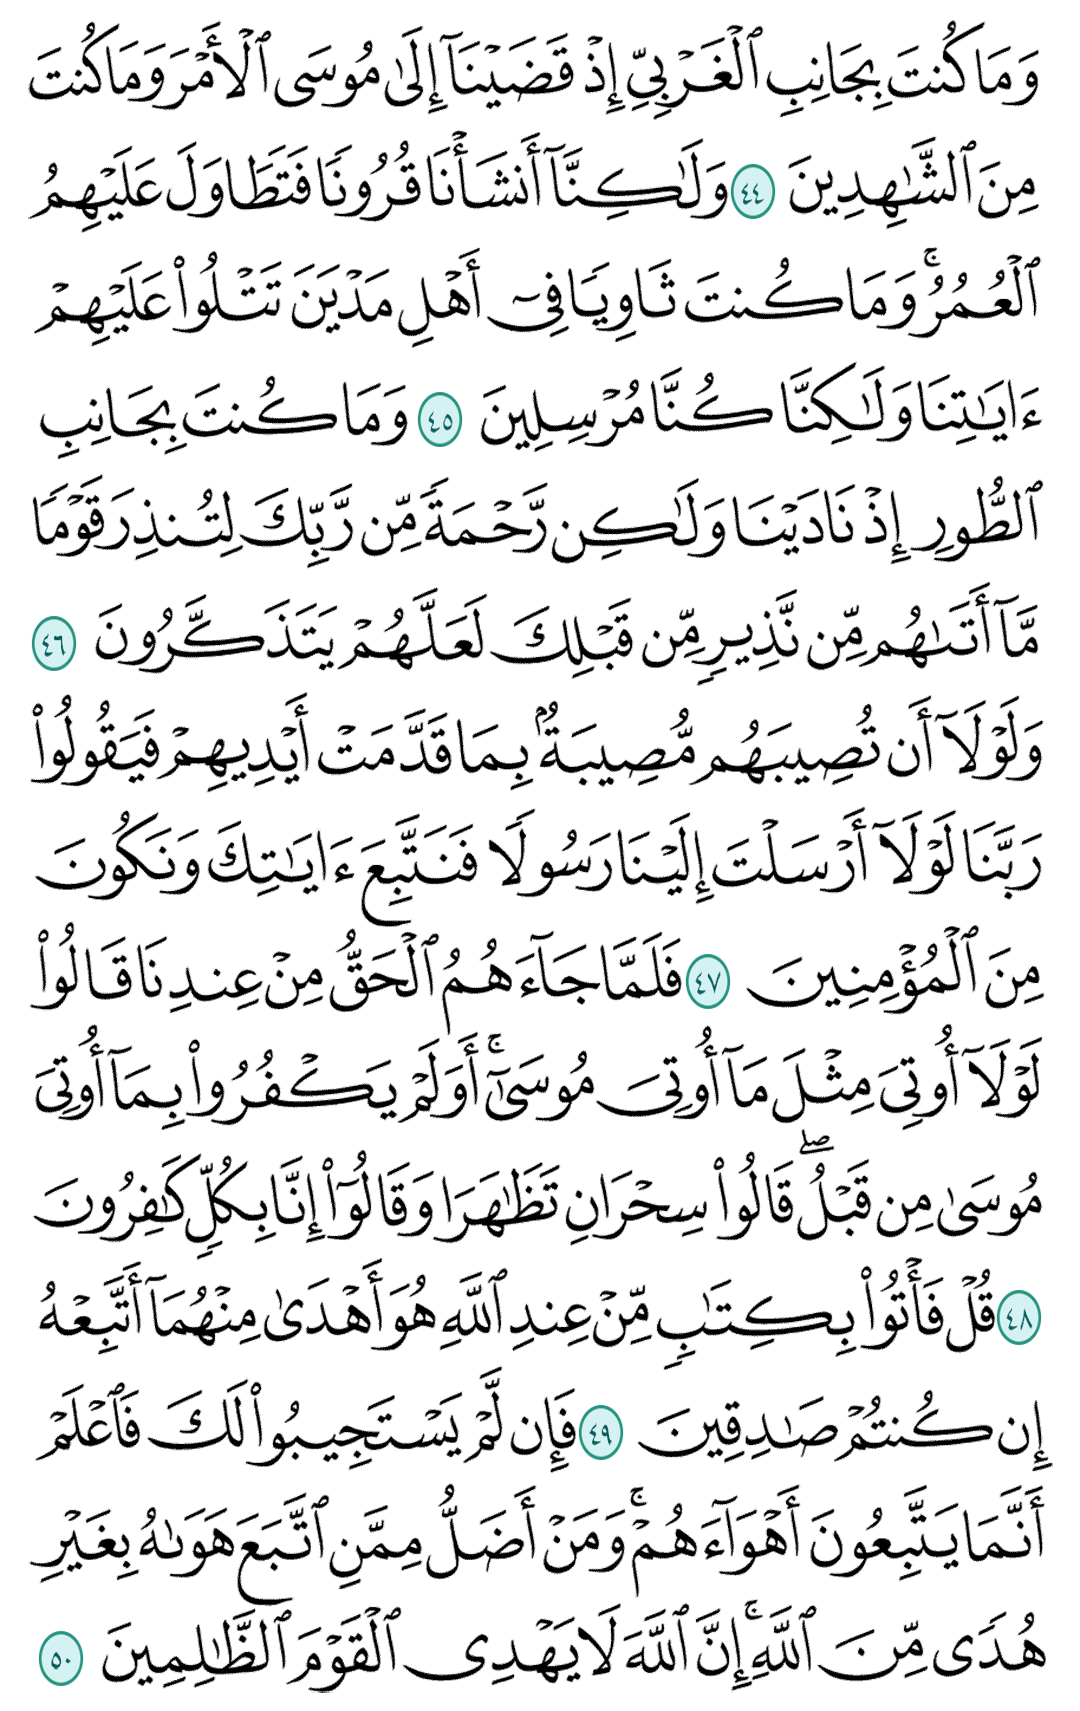 وَمَا كُنتَ بِجَانِبِ ٱلْغَرْبِيِّ إِذْ قَضَيْنَآ إِلَىٰ مُوسَى ٱلْأَمْرَ وَمَا كُنتَ
مِنَ ٱلشَّٰهِدِينَ ٤٤ وَلَٰكِنَّآ أَنشَأْنَا قُرُونًا فَتَطَاوَلَ عَلَيْهِمُ
ٱلْعُمُرُ ۚ وَمَا كُنتَ ثَاوِيًا فِىٓ أَهْلِ مَدْيَنَ تَتْلُوا۟ عَلَيْهِمْ
ءَايَٰتِنَا وَلَٰكِنَّا كُنَّا مُرْسِلِينَ ٤٥ وَمَا كُنتَ بِجَانِبِ
ٱلطُّورِ إِذْ نَادَيْنَا وَلَٰكِن رَّحْمَةً مِّن رَّبِّكَ لِتُنذِرَ قَوْمًا
مَّآ أَتَىٰهُم مِّن نَّذِيرٍ مِّن قَبْلِكَ لَعَلَّهُمْ يَتَذَكَّرُونَ ٤٦
وَلَوْلَآ أَن تُصِيبَهُم مُّصِيبَةٌۢ بِمَا قَدَّمَتْ أَيْدِيهِمْ فَيَقُولُوا۟
رَبَّنَا لَوْلَآ أَرْسَلْتَ إِلَيْنَا رَسُولًا فَنَتَّبِعَ ءَايَٰتِكَ وَنَكُونَ
مِنَ ٱلْمُؤْمِنِينَ ٤٧ فَلَمَّا جَآءَهُمُ ٱلْحَقُّ مِنْ عِندِنَا قَالُوا۟
لَوْلَآ أُوتِىَ مِثْلَ مَآ أُوتِىَ مُوسَىٰٓ ۚ أَوَلَمْ يَكْفُرُوا۟ بِمَآ أُوتِىَ
مُوسَىٰ مِن قَبْلُ ۖ قَالُوا۟ سِحْرَانِ تَظَٰهَرَا وَقَالُوٓا۟ إِنَّا بِكُلٍّ كَٰفِرُونَ
٤٨ قُلْ فَأْتُوا۟ بِكِتَٰبٍ مِّنْ عِندِ ٱللَّهِ هُوَ أَهْدَىٰ مِنْهُمَآ أَتَّبِعْهُ
إِن كُنتُمْ صَٰدِقِينَ ٤٩ فَإِن لَّمْ يَسْتَجِيبُوا۟ لَكَ فَٱعْلَمْ
أَنَّمَا يَتَّبِعُونَ أَهْوَآءَهُمْ ۚ وَمَنْ أَضَلُّ مِمَّنِ ٱتَّبَعَ هَوَىٰهُ بِغَيْرِ
هُدًى مِّنَ ٱللَّهِ ۚ إِنَّ ٱللَّهَ لَا يَهْدِى ٱلْقَوْمَ ٱلظَّٰلِمِينَ ٥٠